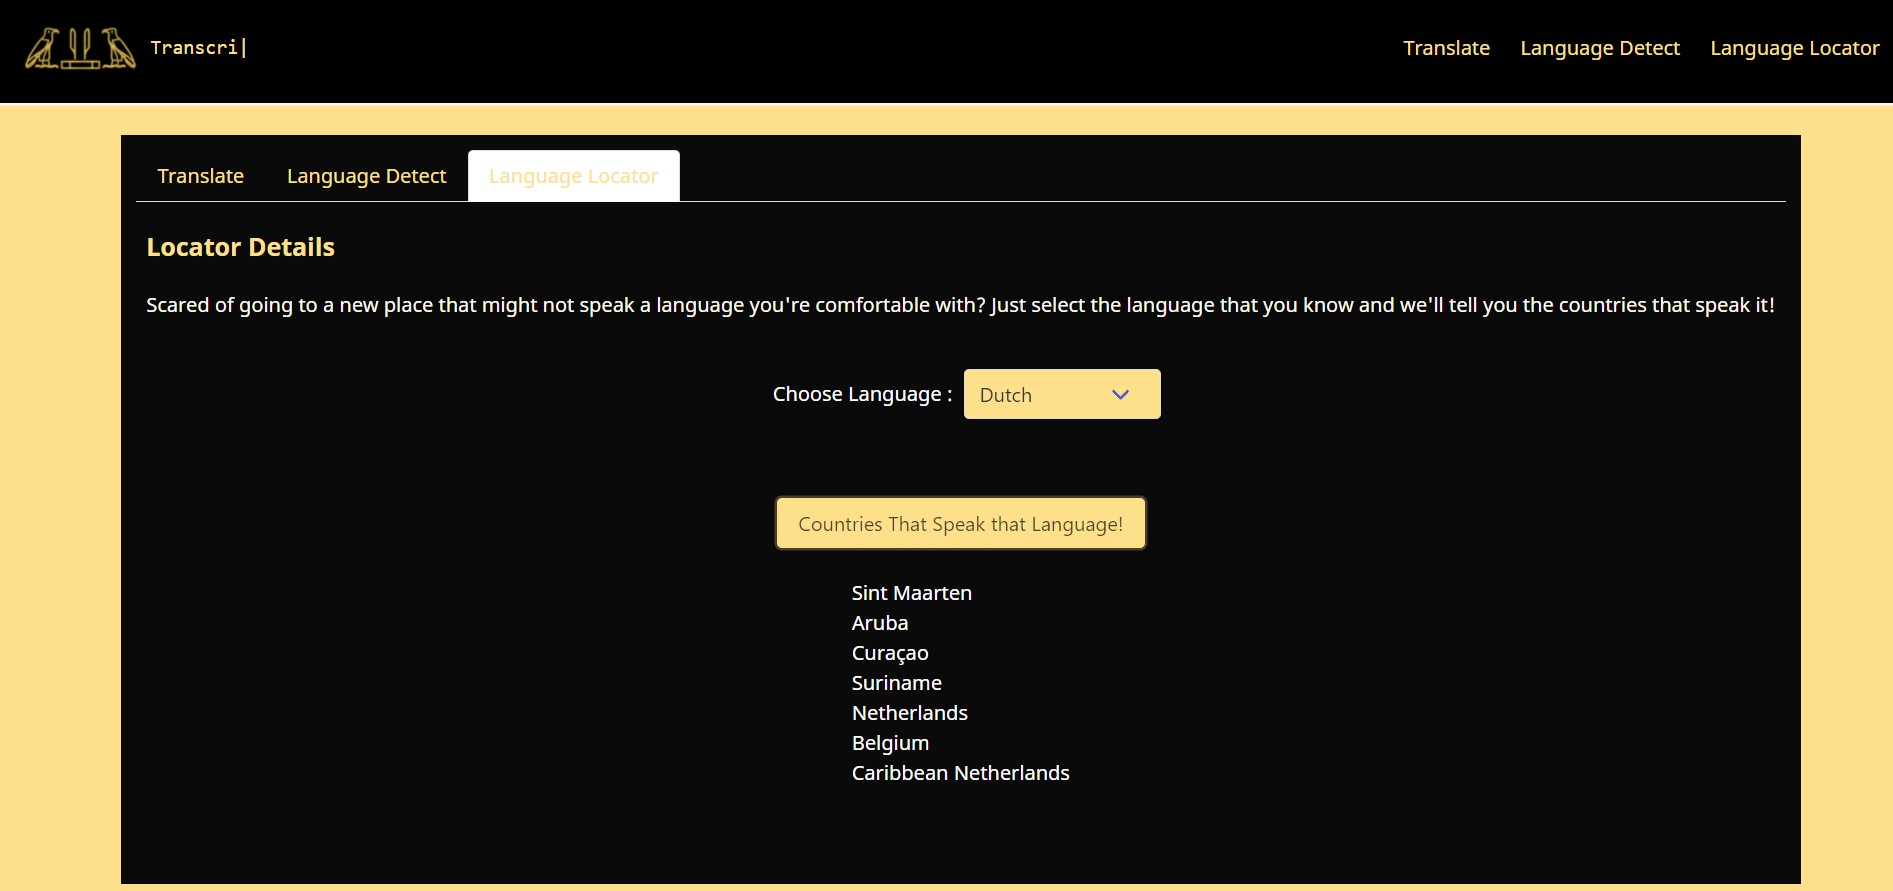 Transcri|
Translate Language Detect Language Locator
Translate Language Detect Language Locator
Locator Details
Scared of going to a new place that might not speak a language you're comfortable with? Just select the language that you know and we'll tell you the countries that speak it!
Choose Language : Dutch
Countries That Speak that Language!
Sint Maarten
Aruba
Curaçao
Suriname
Netherlands
Belgium
Caribbean Netherlands